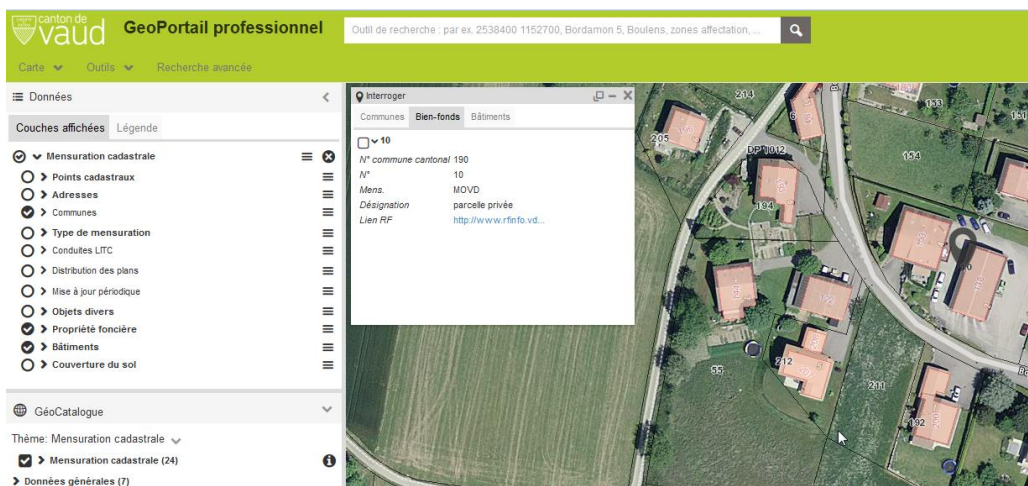 canton de
vaud
GeoPortail professionnel
Outil de recherche : par ex. 2538400 1152700, Bordamon 5, Boulens, zones affectation, ...
Carte
Outils
Recherche avancée
Données
Couches affichées
Légende
Mensuration cadastrale
Points cadastraux
Adresses
Communes
Type de mensuration
Conduites LITC
Distribution des plans
Mise à jour périodique
Objets divers
Propriété foncière
Bâtiments
Couverture du sol
GéoCatalogue
Thème: Mensuration cadastrale
Mensuration cadastrale (24)
Données générales (7)
Interroger
Communes
Bien-fonds
Bâtiments
10
N° commune cantonal 190
N° 10
Mens. MOVD
Désignation parcelle privée
Lien RF http://www.rfinfo.vd...
214
153
151
205
DP 1012
154
194
55
212
211
192